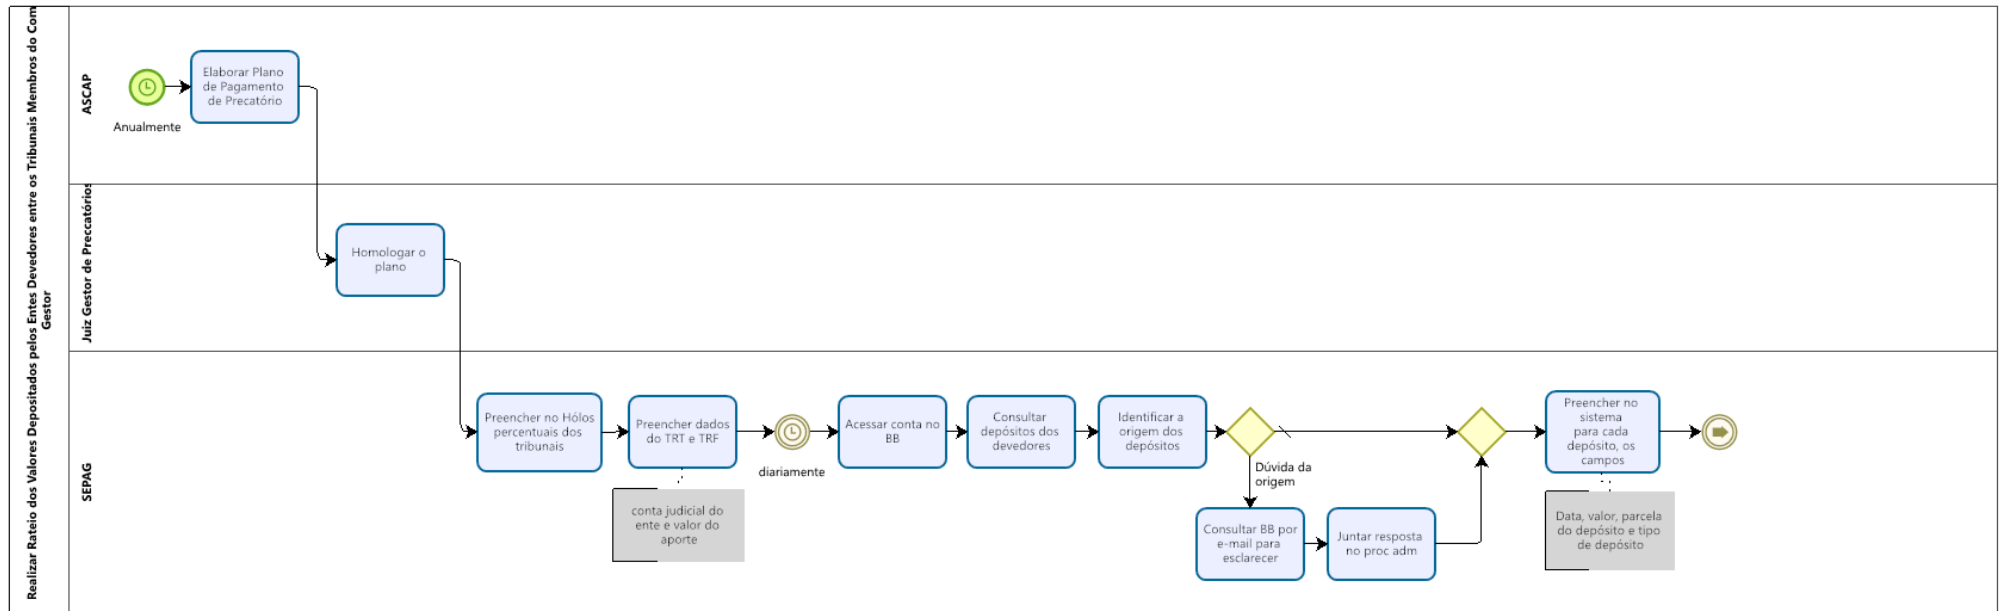 Realizar Rateio dos Valores Depositados pelos Entes Devedores entre os Tribunais Membros do Com
Gestor
ASCAP
Anualmente
Elaborar Plano
de Pagamento
de Precatório
Juiz Gestor de Preccatórios
Homologar o
plano
SEPAG
Preencher no Hólos
percentuais dos
tribunais
Preencher dados
do TRT e TRF
conta judicial do
ente e valor do
aporte
diariamente
Acessar conta no
BB
Consultar
depósitos dos
devedores
Identificar a
origem dos
depósitos
Dúvida da
origem
Consultar BB por
e-mail para
esclarecer
Juntar resposta
no proc adm
Preencher no
sistema
para cada
depósito, os
campos
Data, valor, parcela
do depósito e tipo
de depósito